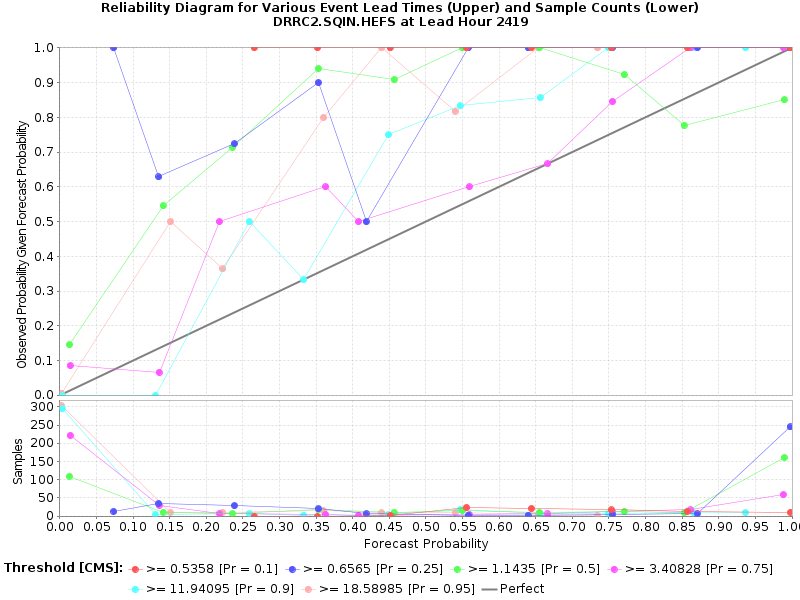 Reliability Diagram for Various Event Lead Times (Upper) and Sample Counts (Lower)
DRRC2.SQIN.HEFS at Lead Hour 2419
Observed Probability Given Forecast Probability
1.0
0.9
0.8
0.7
0.6
0.5
0.4
0.3
0.2
0.1
0.0
Samples
300
250
200
150
100
50
0
0.00 0.05 0.10 0.15 0.20 0.25 0.30 0.35 0.40 0.45 0.50 0.55 0.60 0.65 0.70 0.75 0.80 0.85 0.90 0.95 1.0
Forecast Probability
Threshold [CMS]: >= 0.5358 [Pr = 0.1] >= 0.6565 [Pr = 0.25] >= 1.1435 [Pr = 0.5] >= 3.40828 [Pr = 0.75]
>= 11.94095 [Pr = 0.9] >= 18.58985 [Pr = 0.95] Perfect